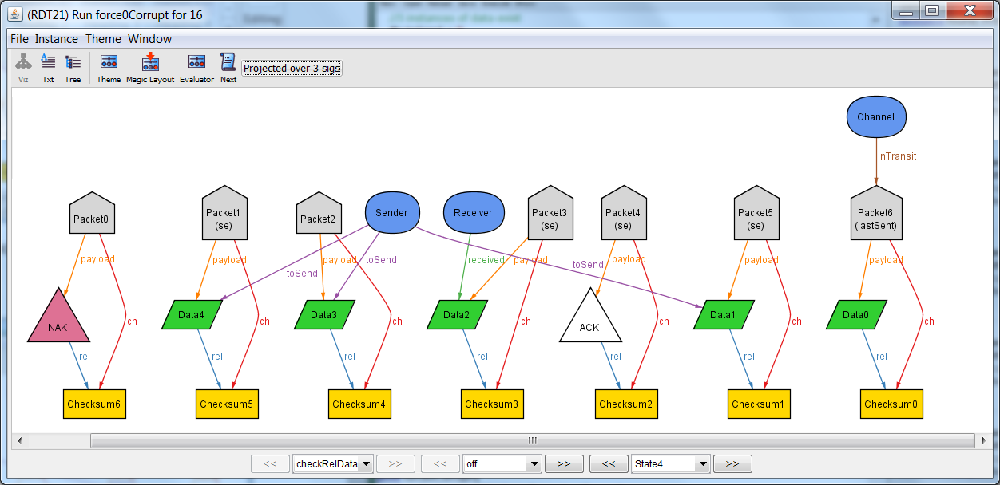 (RDT21) Run force0Corrupt for 16
File Instance Theme Window
Viz Txt Tree Theme Magic Layout Evaluator Next Projected over 3 sigs
Channel
inTransit
Packet0 Packet1 Packet2 Sender Receiver Packet3 Packet4 Packet5 Packet6
(se) (se) (se) (se) (lastSent)
payload payload payload toSend received payload payload toSend payload payload
toSend
NAK ch Data4 ch Data3 ch Data2 ch ACK ch Data1 ch Data0 ch
rel rel rel rel rel rel rel
Checksum6 Checksum5 Checksum4 Checksum3 Checksum2 Checksum1 Checksum0
<< checkRelData >> << off >> << State4 >>